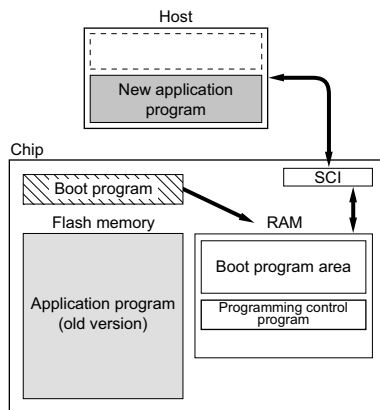 Host
New application
program
Chip
SCI
Boot program
Flash memory
RAM
Boot program area
Application program
(old version)
Programming control
program